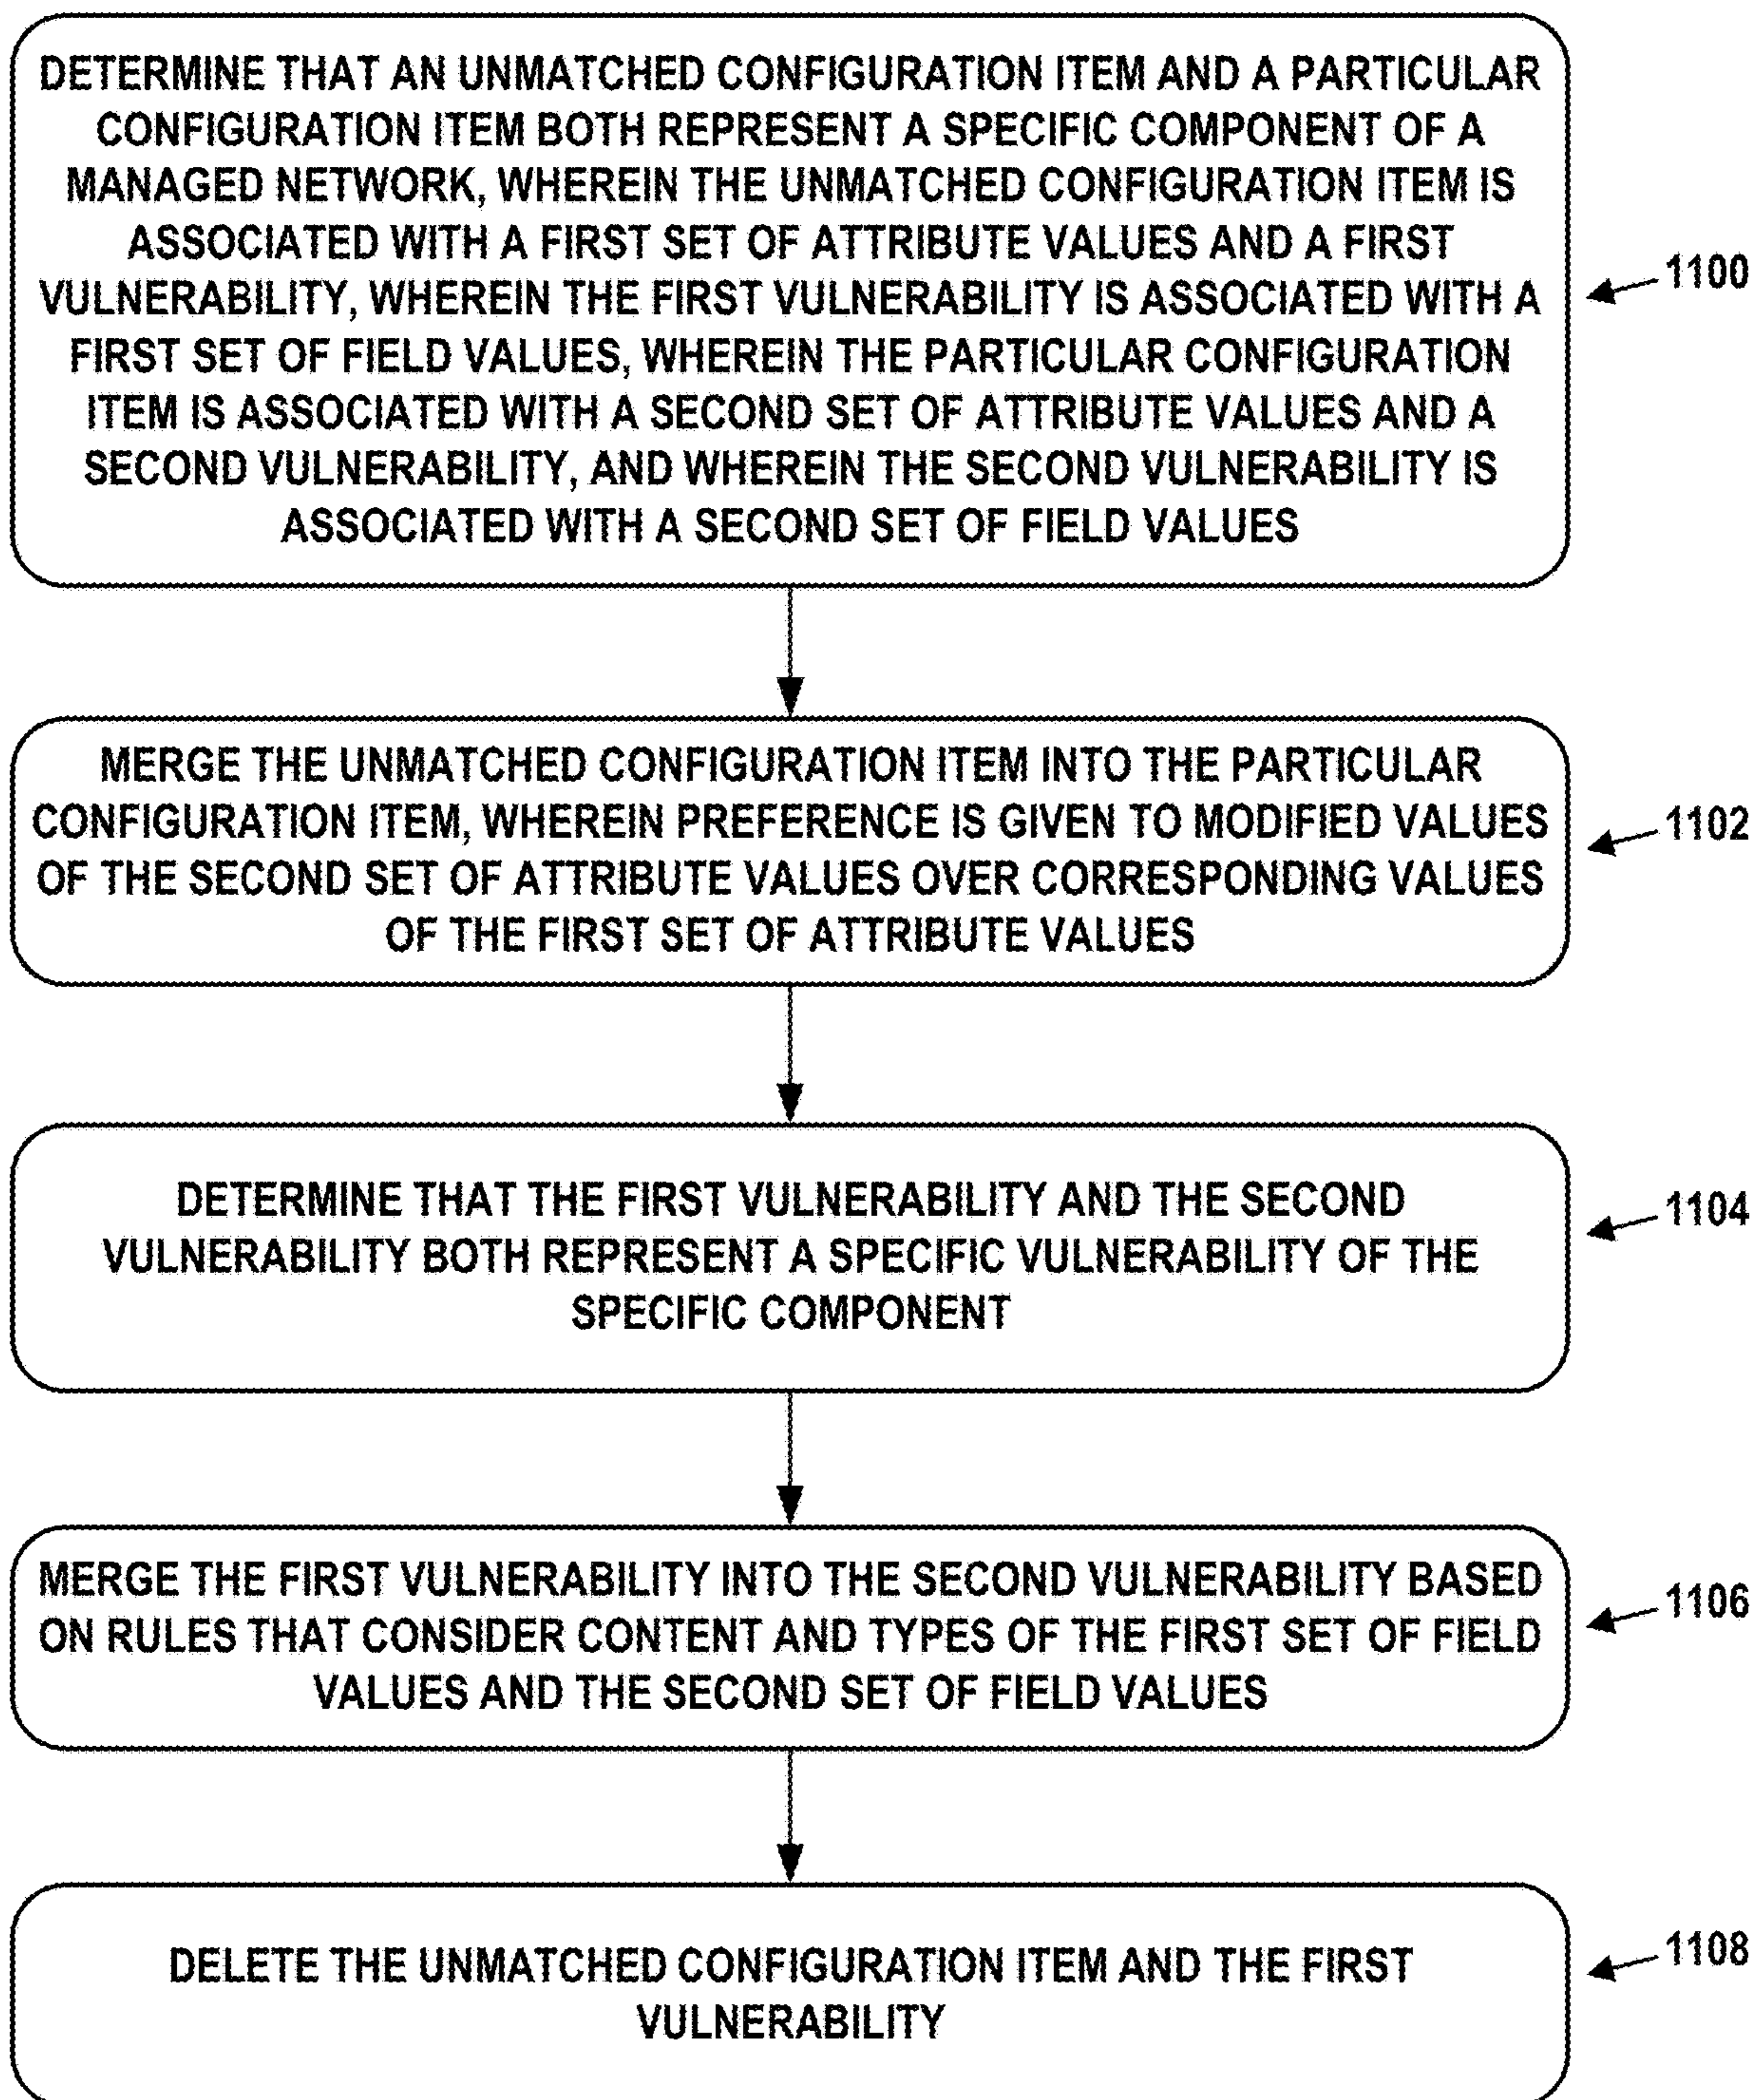 DETERMINE THAT AN UNMATCHED CONFIGURATION ITEM AND A PARTICULAR
CONFIGURATION ITEM BOTH REPRESENT A SPECIFIC COMPONENT OF A
MANAGED NETWORK, WHEREIN THE UNMATCHED CONFIGURATION ITEM IS
ASSOCIATED WITH A FIRST SET OF ATTRIBUTE VALUES AND A FIRST
VULNERABILITY, WHEREIN THE FIRST VULNERABILITY IS ASSOCIATED WITH A
FIRST SET OF FIELD VALUES, WHEREIN THE PARTICULAR CONFIGURATION
ITEM IS ASSOCIATED WITH A SECOND SET OF ATTRIBUTE VALUES AND A
SECOND VULNERABILITY, AND WHEREIN THE SECOND VULNERABILITY IS
ASSOCIATED WITH A SECOND SET OF FIELD VALUES
1100
MERGE THE UNMATCHED CONFIGURATION ITEM INTO THE PARTICULAR
CONFIGURATION ITEM, WHEREIN PREFERENCE IS GIVEN TO MODIFIED VALUES
OF THE SECOND SET OF ATTRIBUTE VALUES OVER CORRESPONDING VALUES
OF THE FIRST SET OF ATTRIBUTE VALUES
1102
DETERMINE THAT THE FIRST VULNERABILITY AND THE SECOND
VULNERABILITY BOTH REPRESENT A SPECIFIC VULNERABILITY OF THE
SPECIFIC COMPONENT
1104
MERGE THE FIRST VULNERABILITY INTO THE SECOND VULNERABILITY BASED
ON RULES THAT CONSIDER CONTENT AND TYPES OF THE FIRST SET OF FIELD
VALUES AND THE SECOND SET OF FIELD VALUES
1106
DELETE THE UNMATCHED CONFIGURATION ITEM AND THE FIRST
VULNERABILITY
1108